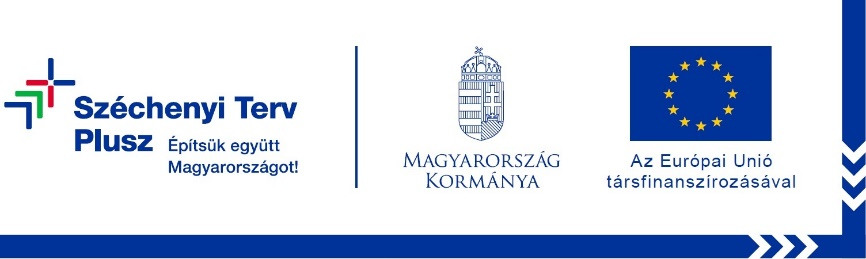 Széchenyi Terv
Plusz Építsük együtt
Magyarországot!
MAGYARORSZÁG
KORMÁNYA
Az Európai Unió
társfinanszírozásával